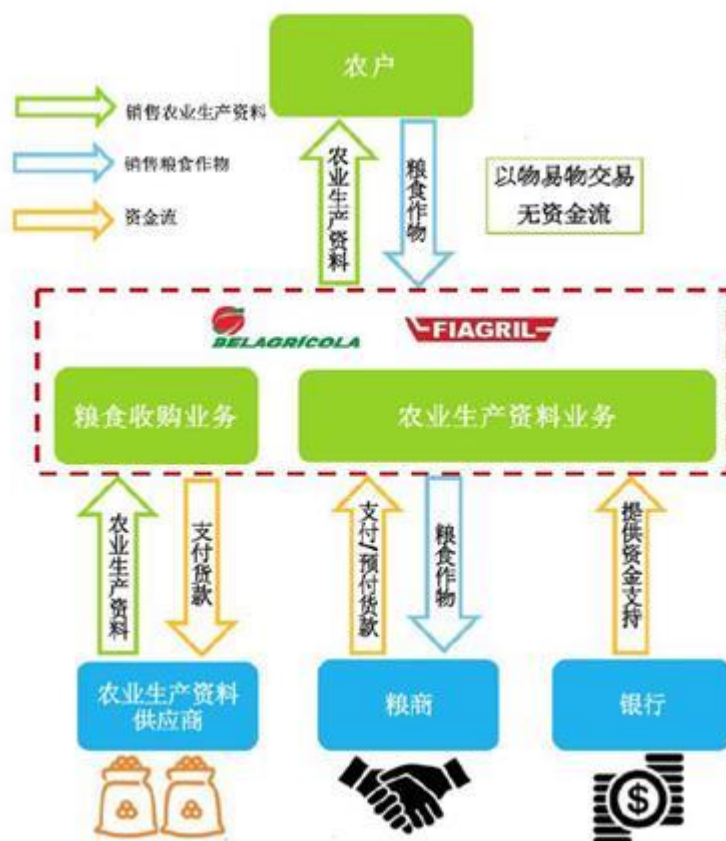 农户
销售农业生产资料
销售粮食作物
资金流
农业生产资料
粮食作物
以物易物交易
无资金流
BELAGRÍCOLA
FIAGRIL
粮食收购业务
农业生产资料业务
农业生产资料
支付货款
支付/预付货款
粮食作物
提供资金支持
农业生产资料
供应商
粮商
银行
$